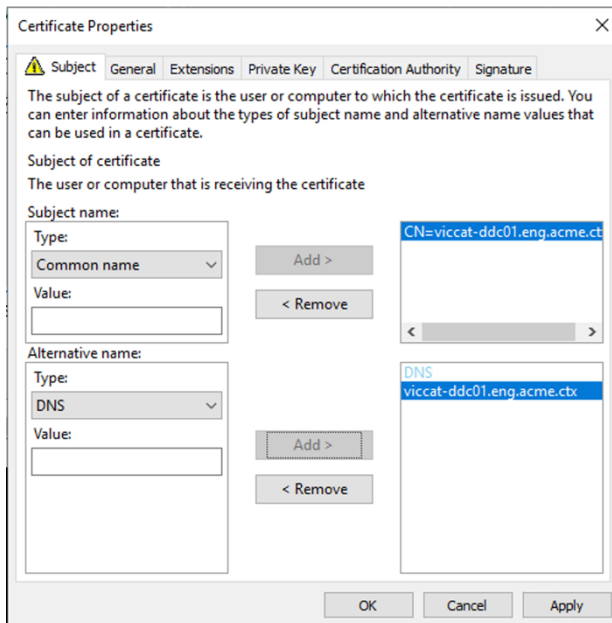 Certificate Properties
Subject General Extensions Private Key Certification Authority Signature
The subject of a certificate is the user or computer to which the certificate is issued. You
can enter information about the types of subject name and alternative name values that
can be used in a certificate.
Subject of certificate
The user or computer that is receiving the certificate
Subject name:
Type:
Common name
Value:
Add >
< Remove
CN=viccat-ddc01.eng.acme.ct
Alternative name:
Type:
DNS
Value:
Add >
< Remove
DNS
viccat-ddc01.eng.acme.ctx
OK Cancel Apply